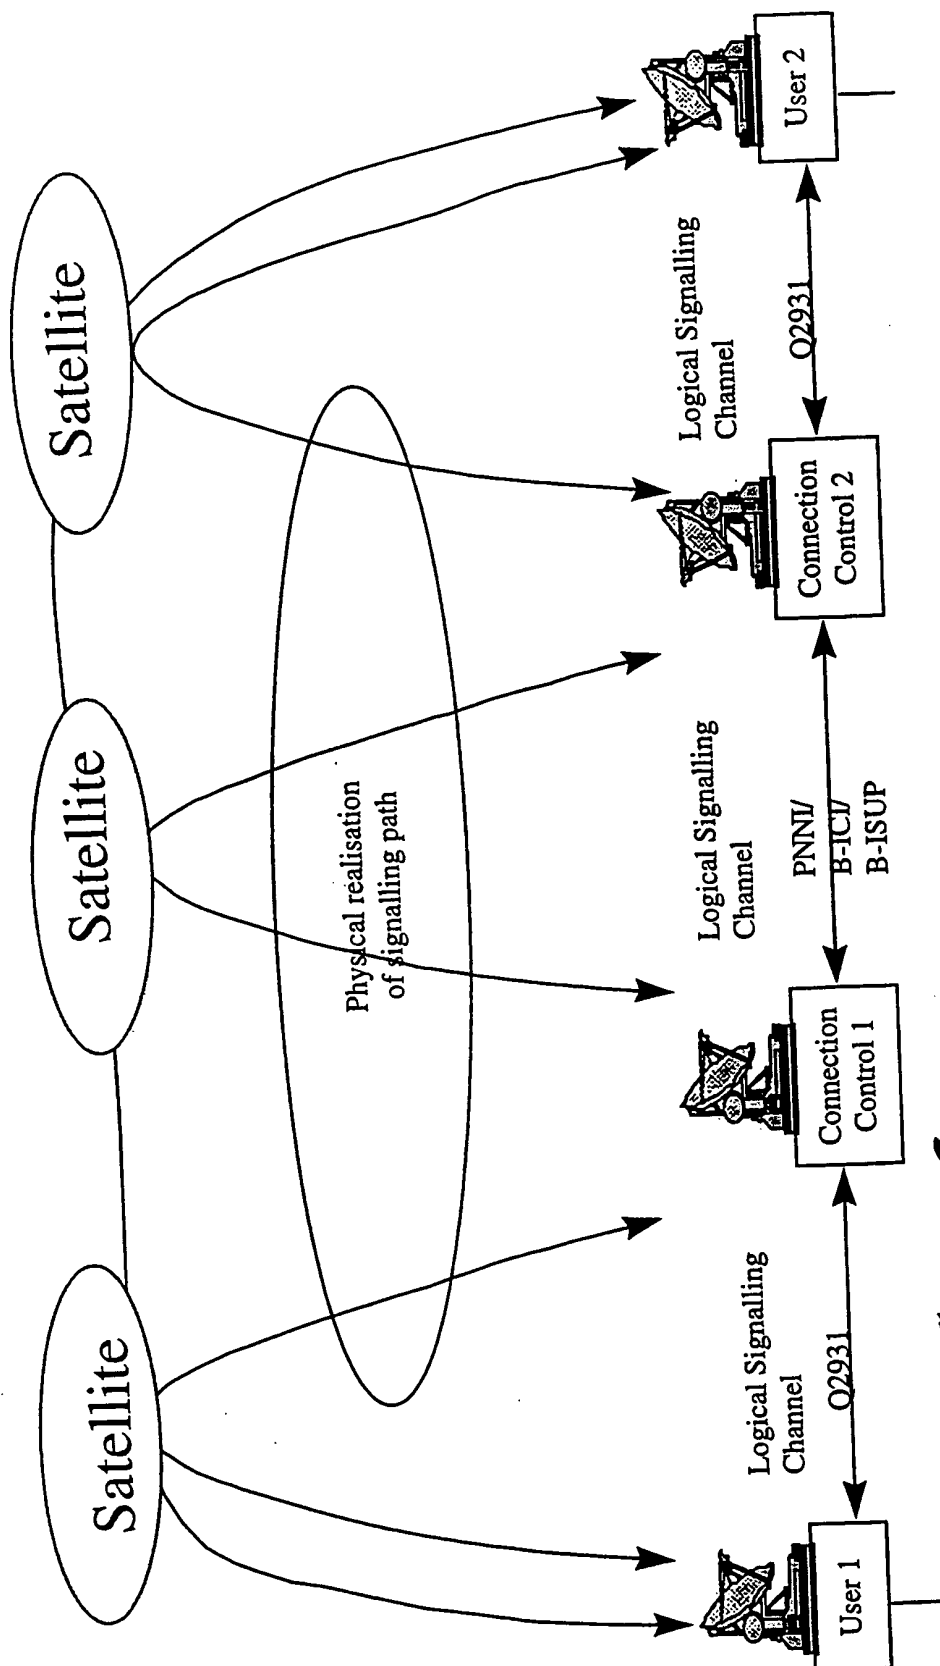 Satellite
Satellite
Satellite
Physical realisation
of signalling path
Logical Signalling
Channel
Logical Signalling
Channel
Logical Signalling
Channel
Q2931
PNNI/
B-ICI/
B-ISUP
Q2931
User 1
Connection
Control 1
Connection
Control 2
User 2